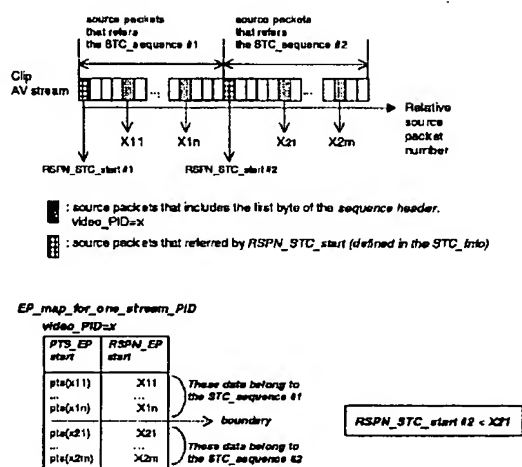 source packets
that refers
the STC_sequence #1
source packets
that refers
the STC_sequence #2
Clip
AV stream
...
...
Relative
source
packet
number
X11
X1n
X21
X2m
RSPN_STC_start #1
RSPN_STC_start #2
: source packets that includes the first byte of the sequence header.
video_PID=x
: source packets that referred by RSPN_STC_start (defined in the STC_Info)
EP_map_for_one_stream_PID
video_PID=x
PTS_EP
start
RSPN_EP
start
pts(x11) X11
... ...
pts(x1n) X1n
These data belong to
the STC_sequence #1
boundary
pts(x21) X21
... ...
pts(x2m) X2m
These data belong to
the STC_sequence #2
RSPN_STC_start #2 < X21